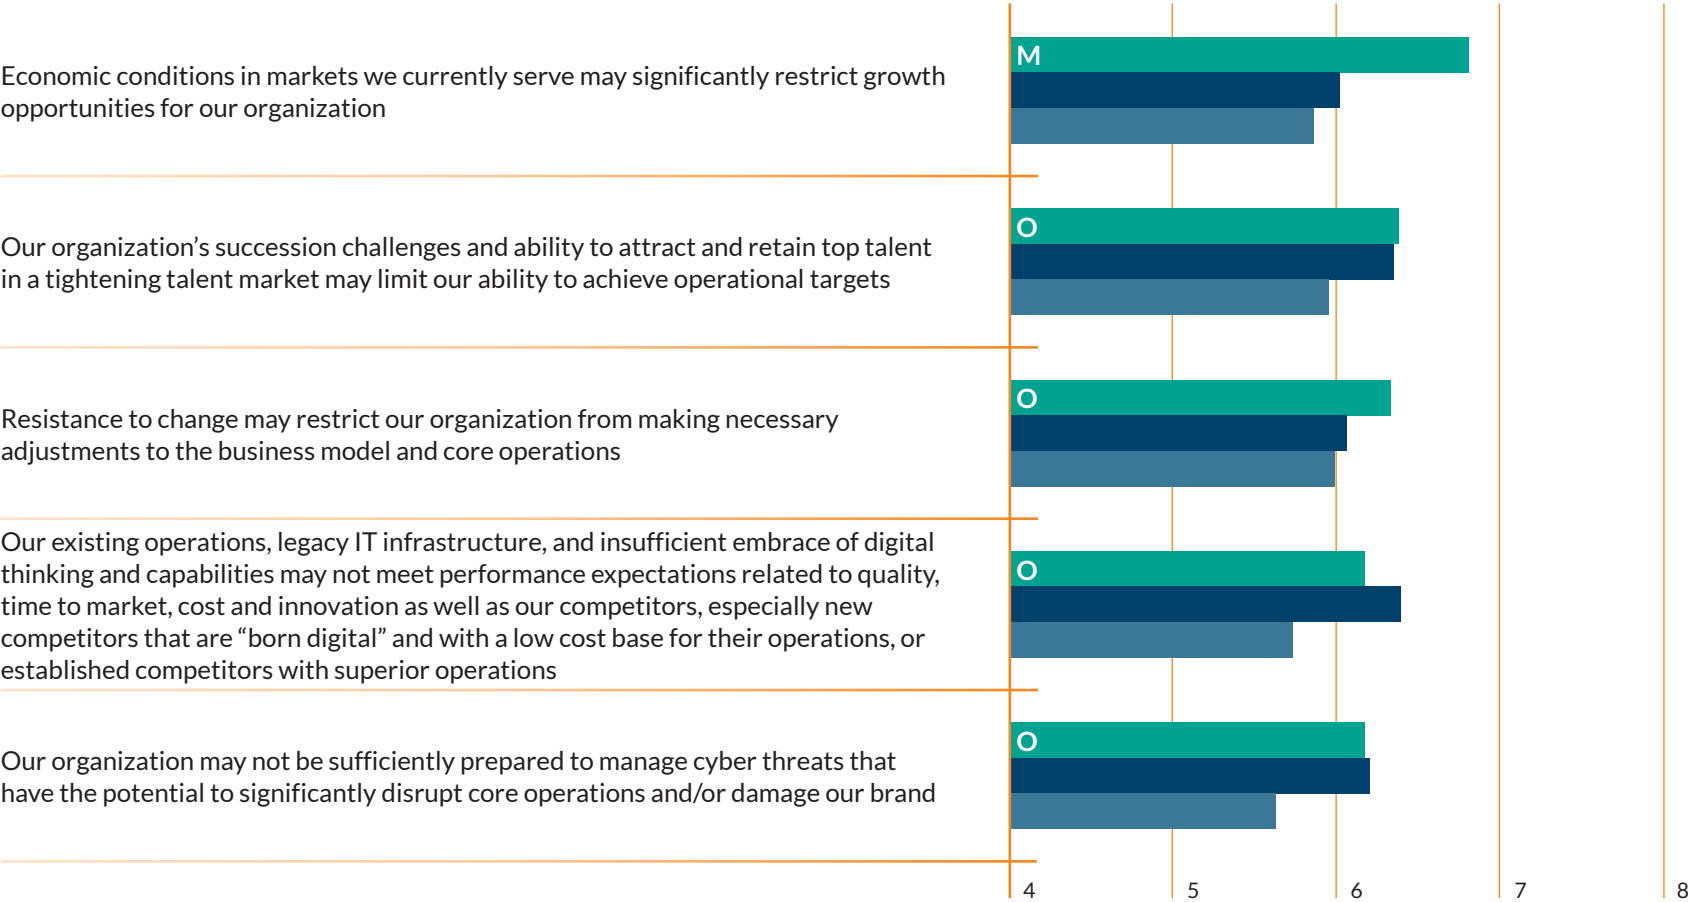 M
Economic conditions in markets we currently serve may significantly restrict growth
opportunities for our organization
O
Our organization’s succession challenges and ability to attract and retain top talent
in a tightening talent market may limit our ability to achieve operational targets
O
Resistance to change may restrict our organization from making necessary
adjustments to the business model and core operations
Our existing operations, legacy IT infrastructure, and insufficient embrace of digital
O
thinking and capabilities may not meet performance expectations related to quality,
time to market, cost and innovation as well as our competitors, especially new
competitors that are “born digital” and with a low cost base for their operations, or
established competitors with superior operations
O
Our organization may not be sufficiently prepared to manage cyber threats that
have the potential to significantly disrupt core operations and/or damage our brand
4 5 6 7 8